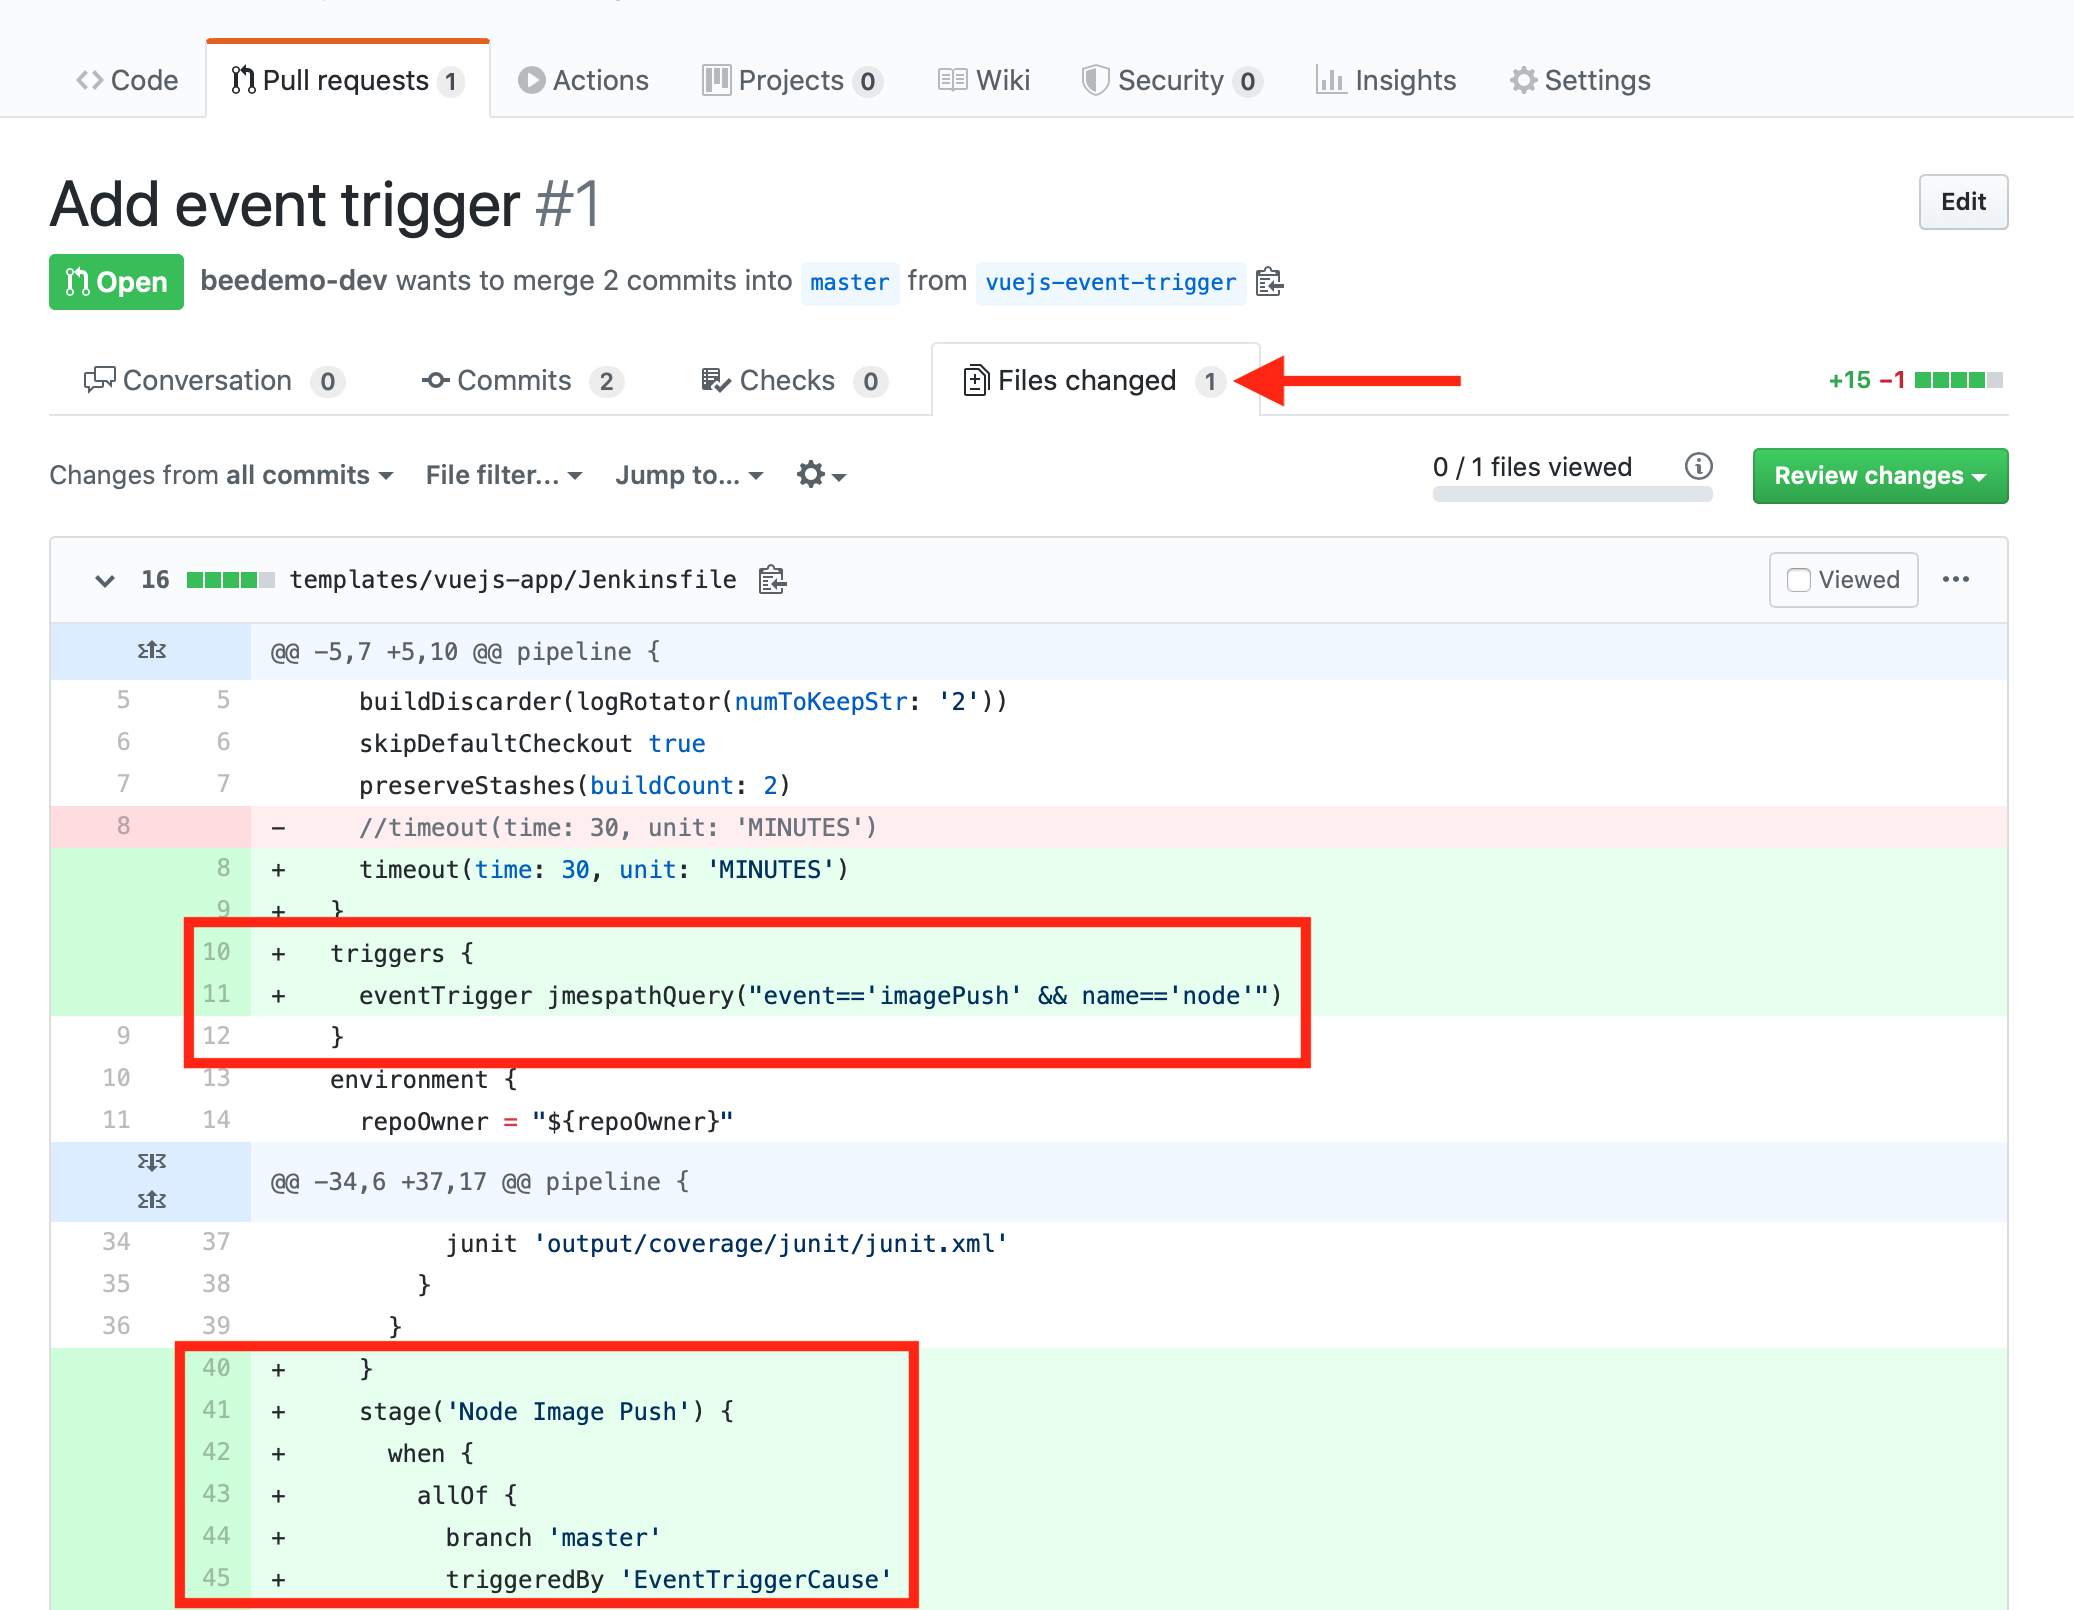 Code Pull requests 1 Actions Projects 0 Wiki Security 0 Insights Settings
Add event trigger #1
Edit
Open beedemo-dev wants to merge 2 commits into master from vuejs-event-trigger
Conversation 0 Commits 2 Checks 0 Files changed 1 +15 −1
Changes from all commits File filter... Jump to... 0 / 1 files viewed Review changes
16 templates/vuejs-app/Jenkinsfile Viewed
@@ -5,7 +5,10 @@ pipeline {
5 5 buildDiscarder(logRotator(numToKeepStr: '2'))
6 6 skipDefaultCheckout true
7 7 preserveStashes(buildCount: 2)
8 - //timeout(time: 30, unit: 'MINUTES')
8 + timeout(time: 30, unit: 'MINUTES')
9 + }
10 + triggers {
11 + eventTrigger jmespathQuery("event=='imagePush' && name=='node'")
9 12 }
10 13 environment {
11 14 repoOwner = "${repoOwner}"
@@ -34,6 +37,17 @@ pipeline {
34 37 junit 'output/coverage/junit/junit.xml'
35 38 }
36 39 }
40 + }
41 + stage('Node Image Push') {
42 + when {
43 + allOf {
44 + branch 'master'
45 + triggeredBy 'EventTriggerCause'